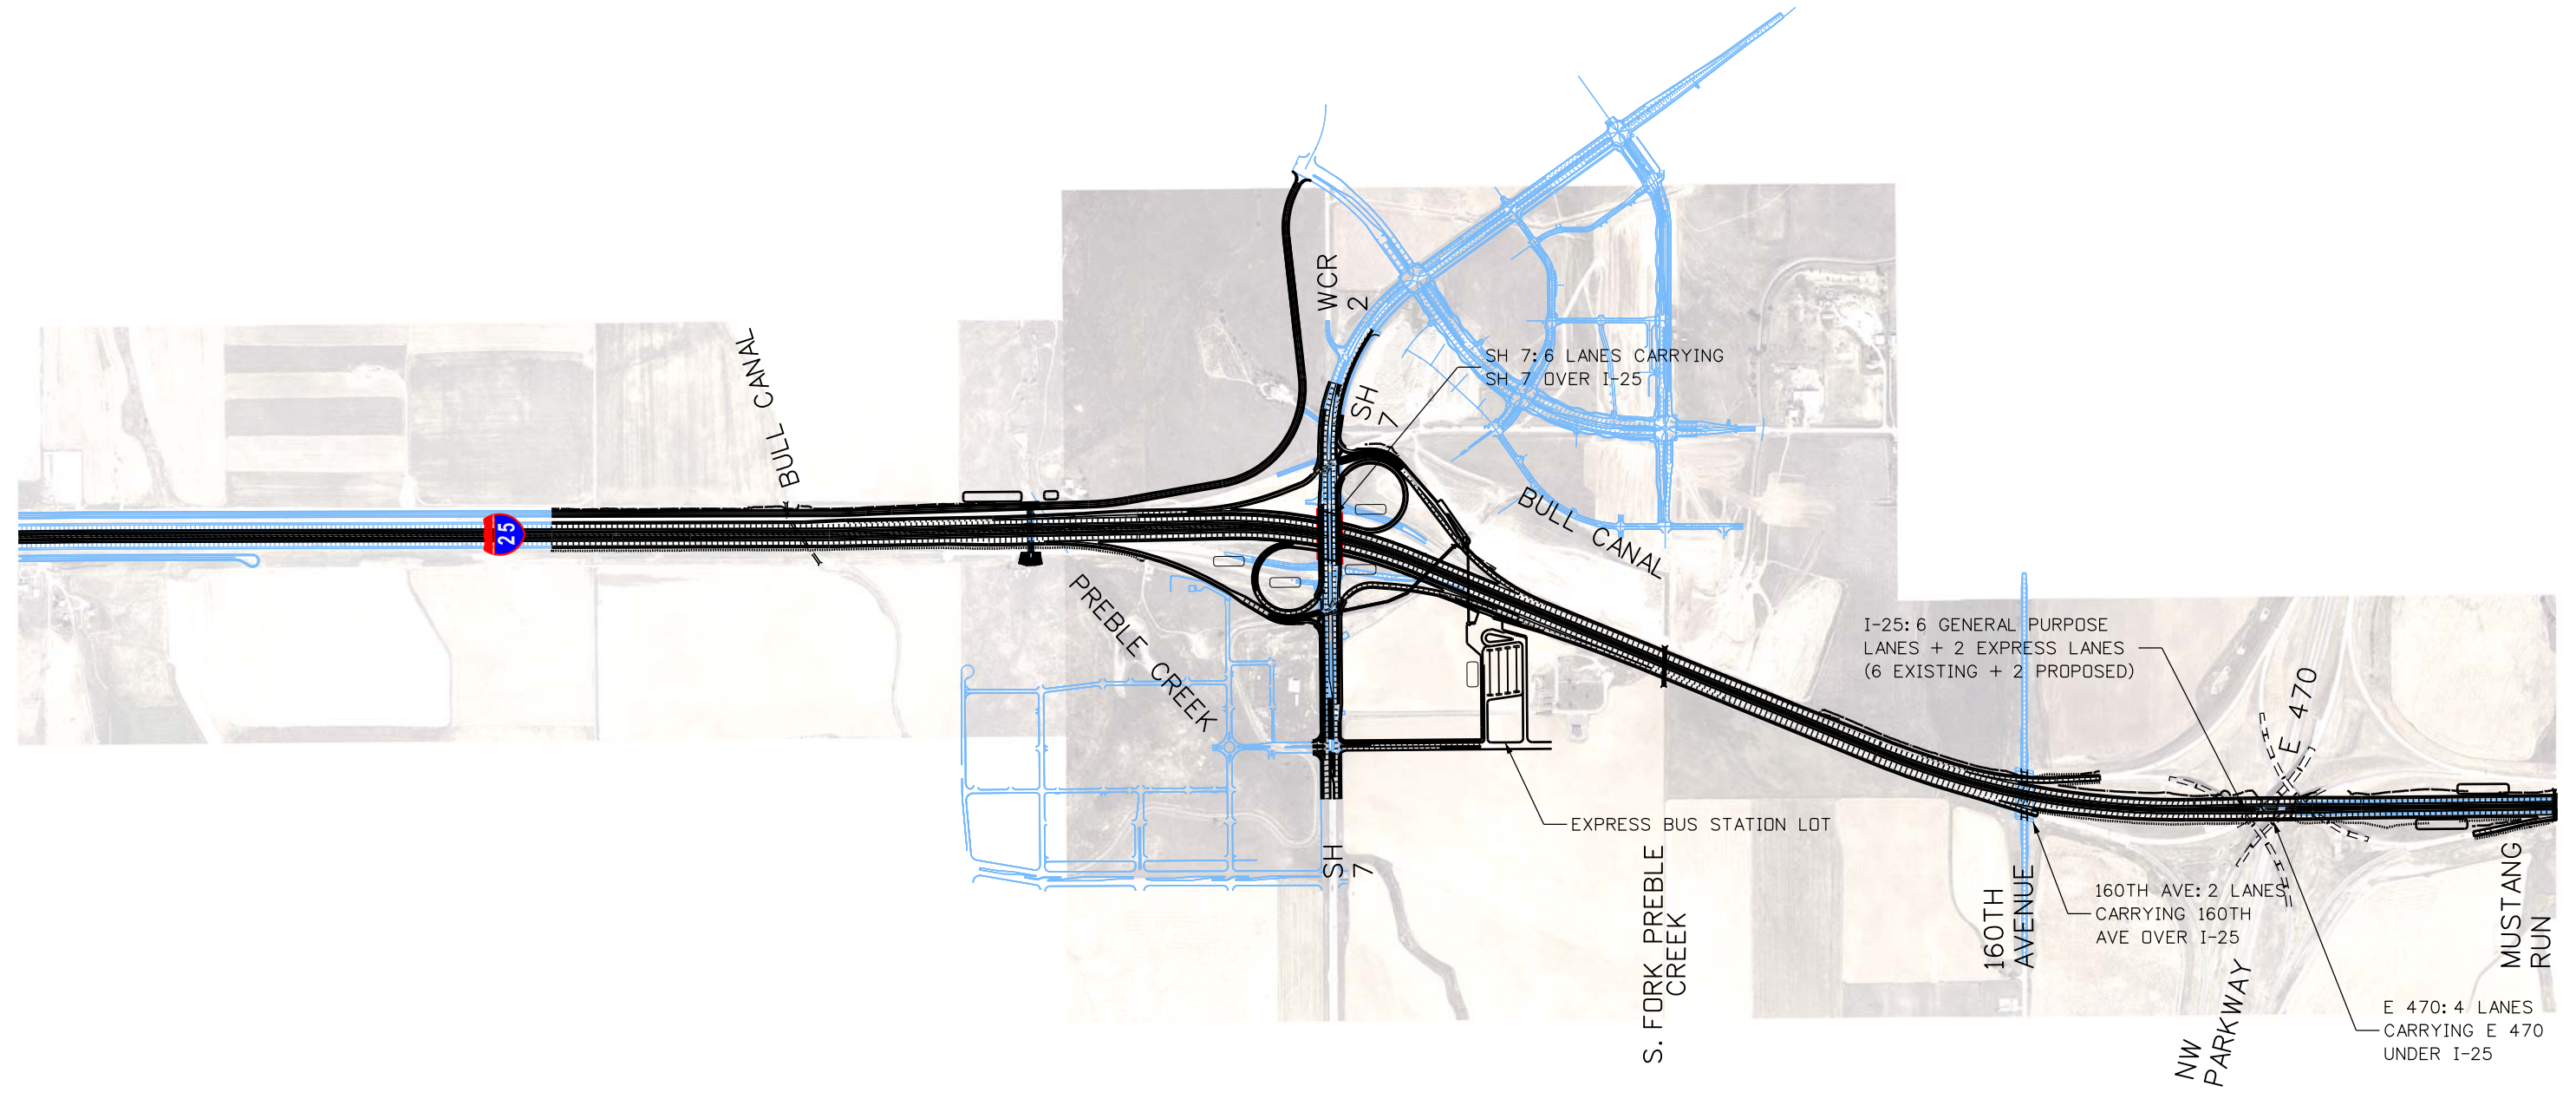 WCR
2
BULL CANAL
SH 7: 6 LANES CARRYING
SH 7 OVER I-25
SH
7
25
BULL CANAL
PREBLE CREEK
I-25: 6 GENERAL PURPOSE
LANES + 2 EXPRESS LANES
(6 EXISTING + 2 PROPOSED)
E 470
EXPRESS BUS STATION LOT
SH
7
S. FORK PREBLE
CREEK
160TH
AVENUE
160TH AVE: 2 LANES
CARRYING 160TH
AVE OVER I-25
MUSTANG
RUN
NW
PARKWAY
E 470: 4 LANES
CARRYING E 470
UNDER I-25